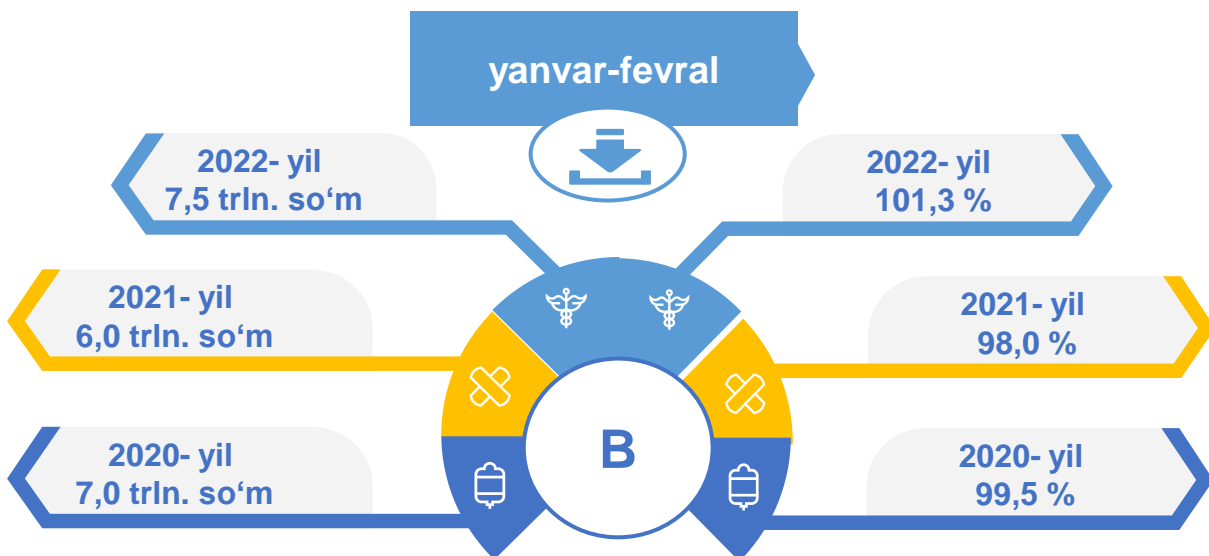 yanvar-fevral
2022- yil
7,5 trln. so‘m
2022- yil
101,3 %
2021- yil
6,0 trln. so‘m
2021- yil
98,0 %
B
2020- yil
7,0 trln. so‘m
2020- yil
99,5 %